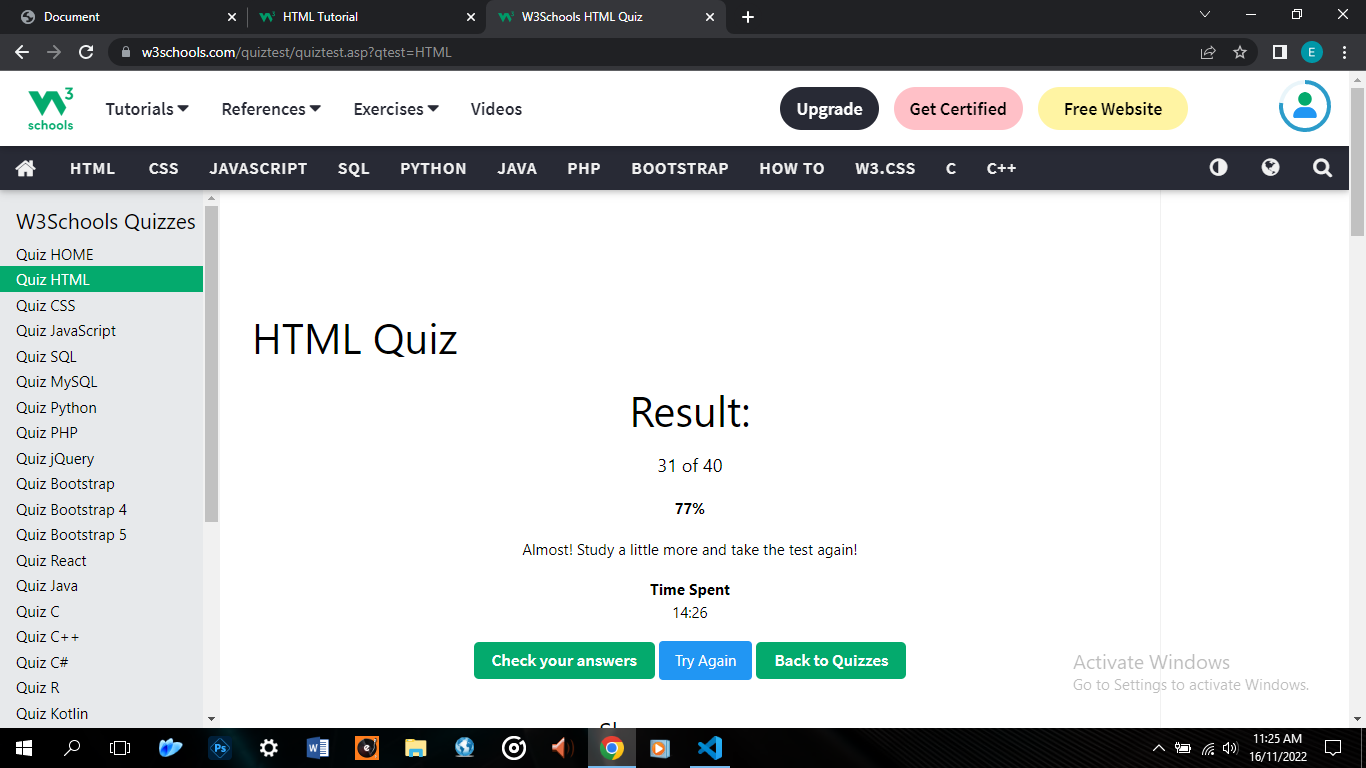 Document
HTML Tutorial
W3Schools HTML Quiz
w3schools.com/quiztest/quiztest.asp?qtest=HTML
E
W3
schools
Tutorials
References
Exercises
Videos
Upgrade
Get Certified
Free Website
HTML
CSS
JAVASCRIPT
SQL
PYTHON
JAVA
PHP
BOOTSTRAP
HOW TO
W3.CSS
C
C++
W3Schools Quizzes
Quiz HOME
Quiz HTML
Quiz CSS
Quiz JavaScript
Quiz SQL
Quiz MySQL
Quiz Python
Quiz PHP
Quiz jQuery
Quiz Bootstrap
Quiz Bootstrap 4
Quiz Bootstrap 5
Quiz React
Quiz Java
Quiz C
Quiz C++
Quiz C#
Quiz R
Quiz Kotlin
HTML Quiz
Result:
31 of 40
77%
Almost! Study a little more and take the test again!
Time Spent
14:26
Check your answers
Try Again
Back to Quizzes
Activate Windows
Go to Settings to activate Windows.
Ps
11:25 AM
16/11/2022